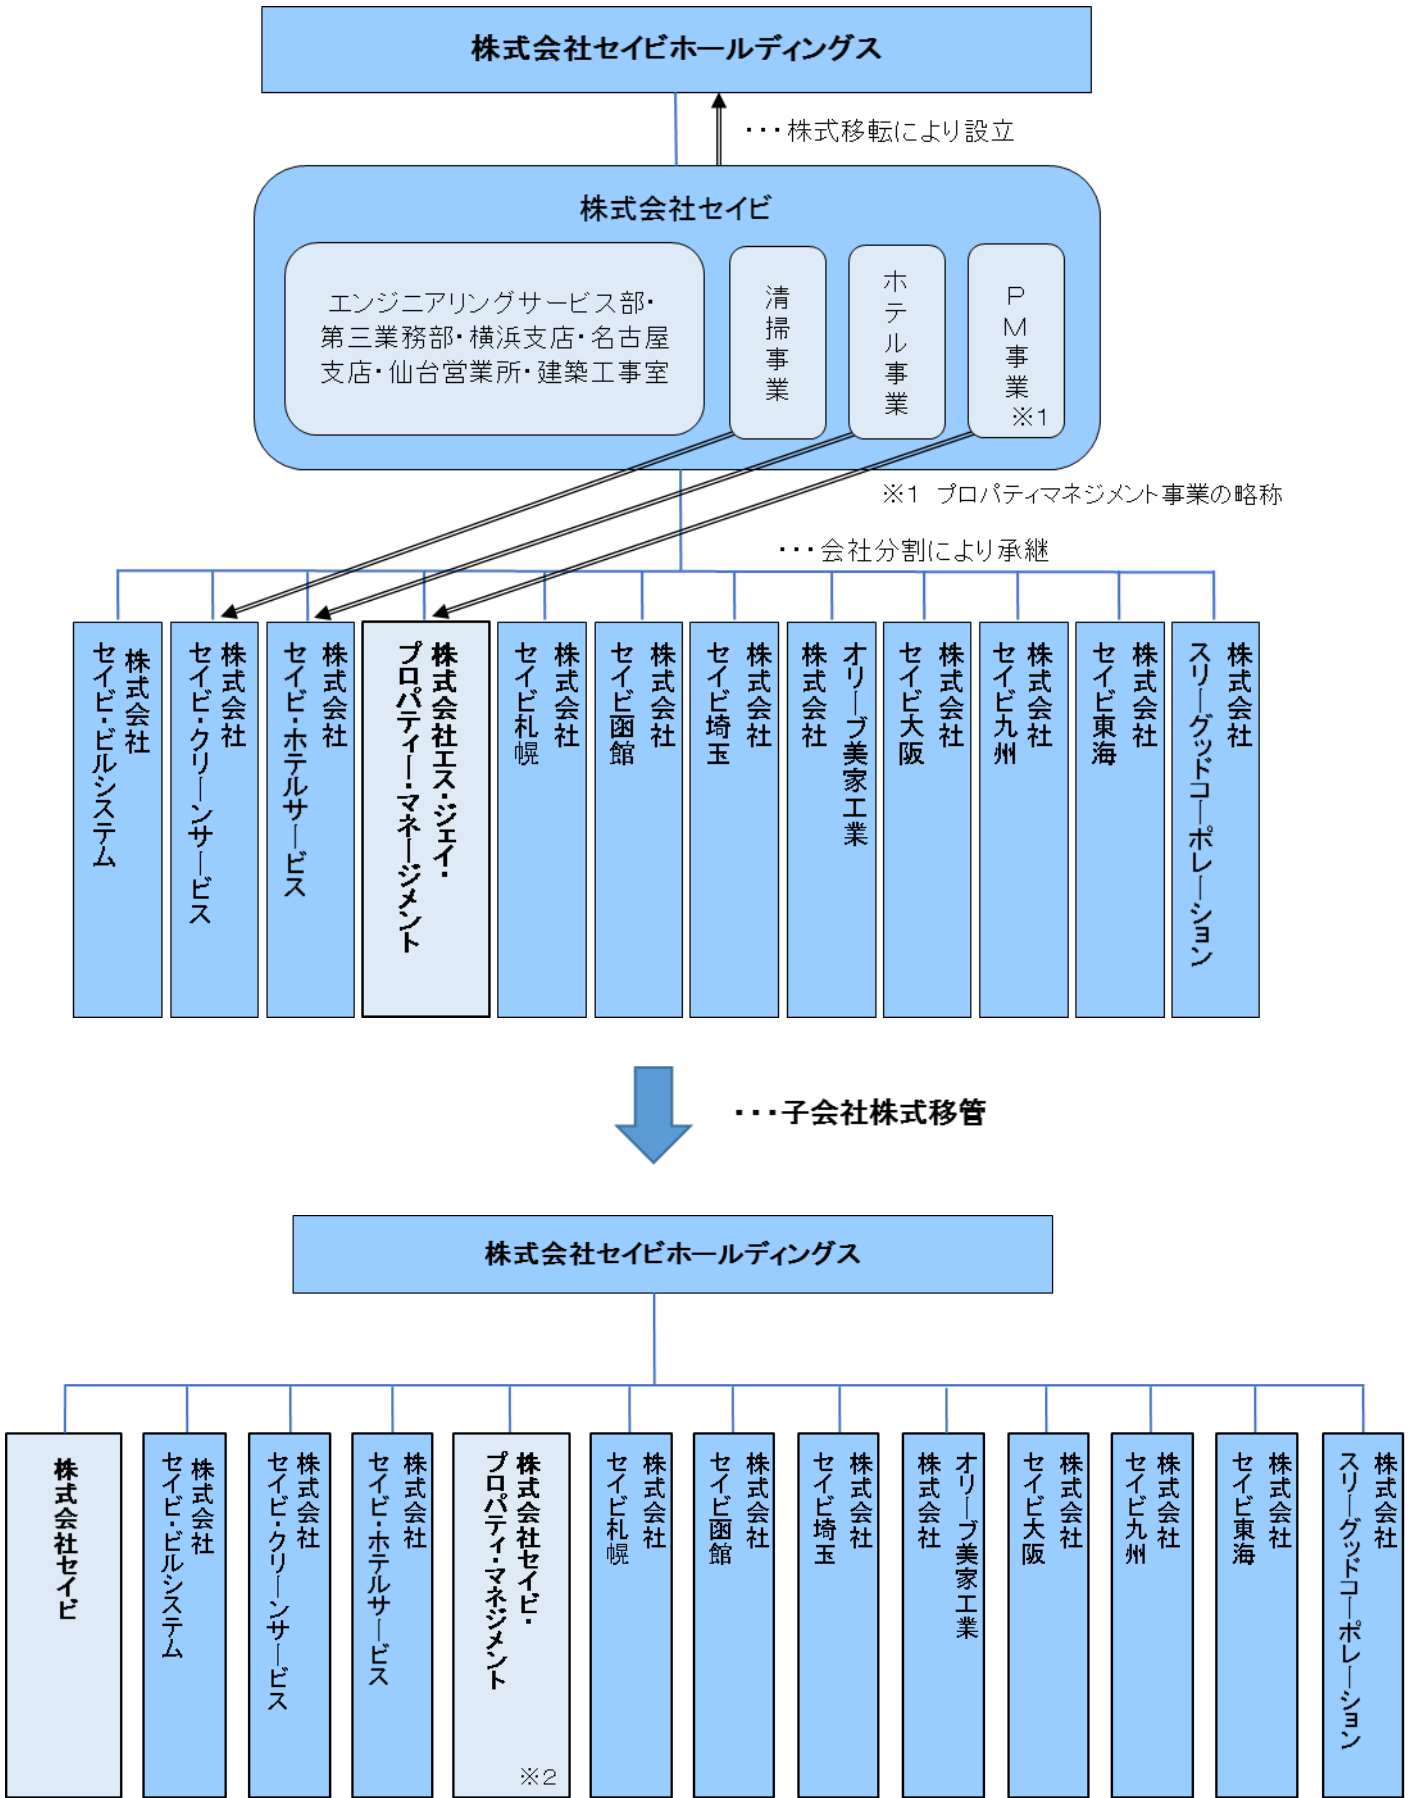 株式会社セイビホールディングス
・・・株式移転により設立
株式会社セイビ
エンジニアリングサービス部・
第三業務部・横浜支店・名古屋
支店・仙台営業所・建築工事室
清掃事業
ホテル事業
PM事業
※1
※1 プロパティマネジメント事業の略称
・・・会社分割により承継
株式会社
セイビ・ビルシステム
株式会社
セイビ・クリーンサービス
株式会社
セイビ・ホテルサービス
株式会社エス・ジェイ・
プロパティー・マネージメント
株式会社
セイビ札幌
株式会社
セイビ函館
株式会社
セイビ埼玉
オリーブ美家工業
株式会社
株式会社
セイビ大阪
株式会社
セイビ九州
株式会社
セイビ東海
株式会社
スリーグッドコーポレーション
・・・子会社株式移管
株式会社セイビホールディングス
株式会社セイビ
株式会社
セイビ・ビルシステム
株式会社
セイビ・クリーンサービス
株式会社
セイビ・ホテルサービス
株式会社セイビ・
プロパティ・マネジメント
※2
株式会社
セイビ札幌
株式会社
セイビ函館
株式会社
セイビ埼玉
オリーブ美家工業
株式会社
株式会社
セイビ大阪
株式会社
セイビ九州
株式会社
セイビ東海
株式会社
スリーグッドコーポレーション